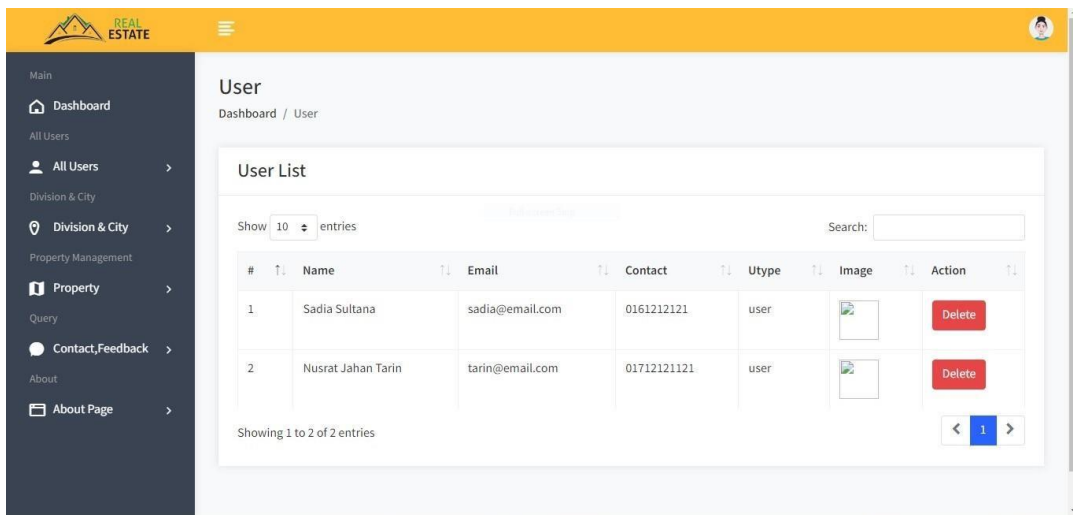 REAL
ESTATE
Main
Dashboard
All Users
All Users
Division & City
Division & City
Property Management
Property
Query
Contact,Feedback
About
About Page
User
Dashboard / User
User List
Show 10 entries
Search:
# Name Email Contact Utype Image Action
1 Sadia Sultana sadia@email.com 0161212121 user Delete
2 Nusrat Jahan Tarin tarin@email.com 01712121121 user Delete
Showing 1 to 2 of 2 entries
1